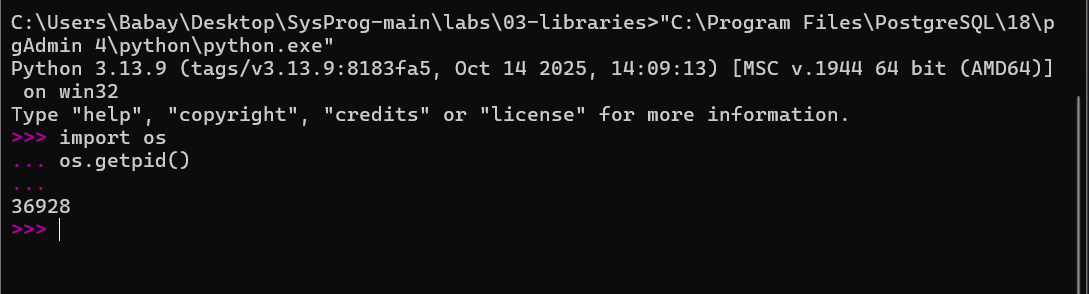 C:\Users\Babay\Desktop\SysProg-main\labs\03-libraries>"C:\Program Files\PostgreSQL\18\p
gAdmin 4\python\python.exe"
Python 3.13.9 (tags/v3.13.9:8183fa5, Oct 14 2025, 14:09:13) [MSC v.1944 64 bit (AMD64)]
 on win32
Type "help", "copyright", "credits" or "license" for more information.
>>> import os
... os.getpid()
...
36928
>>>